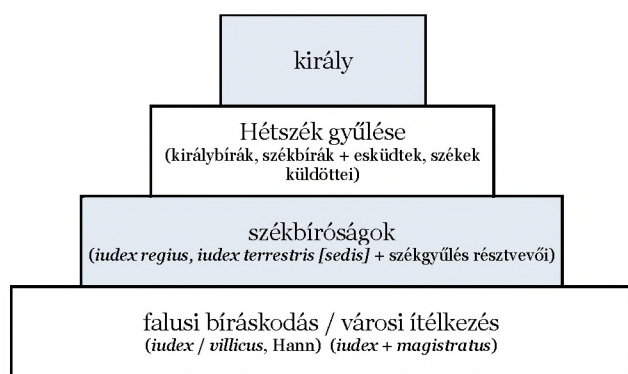 király
Hétszék gyűlése
(királybírák, székbírák + esküdtek, székek
küldöttei)
székbíróságok
(iudex regius, iudex terrestris [sedis] + székgyűlés résztvevői)
falusi bíráskodás / városi ítélkezés
(iudex / villicus, Hann) (iudex + magistratus)